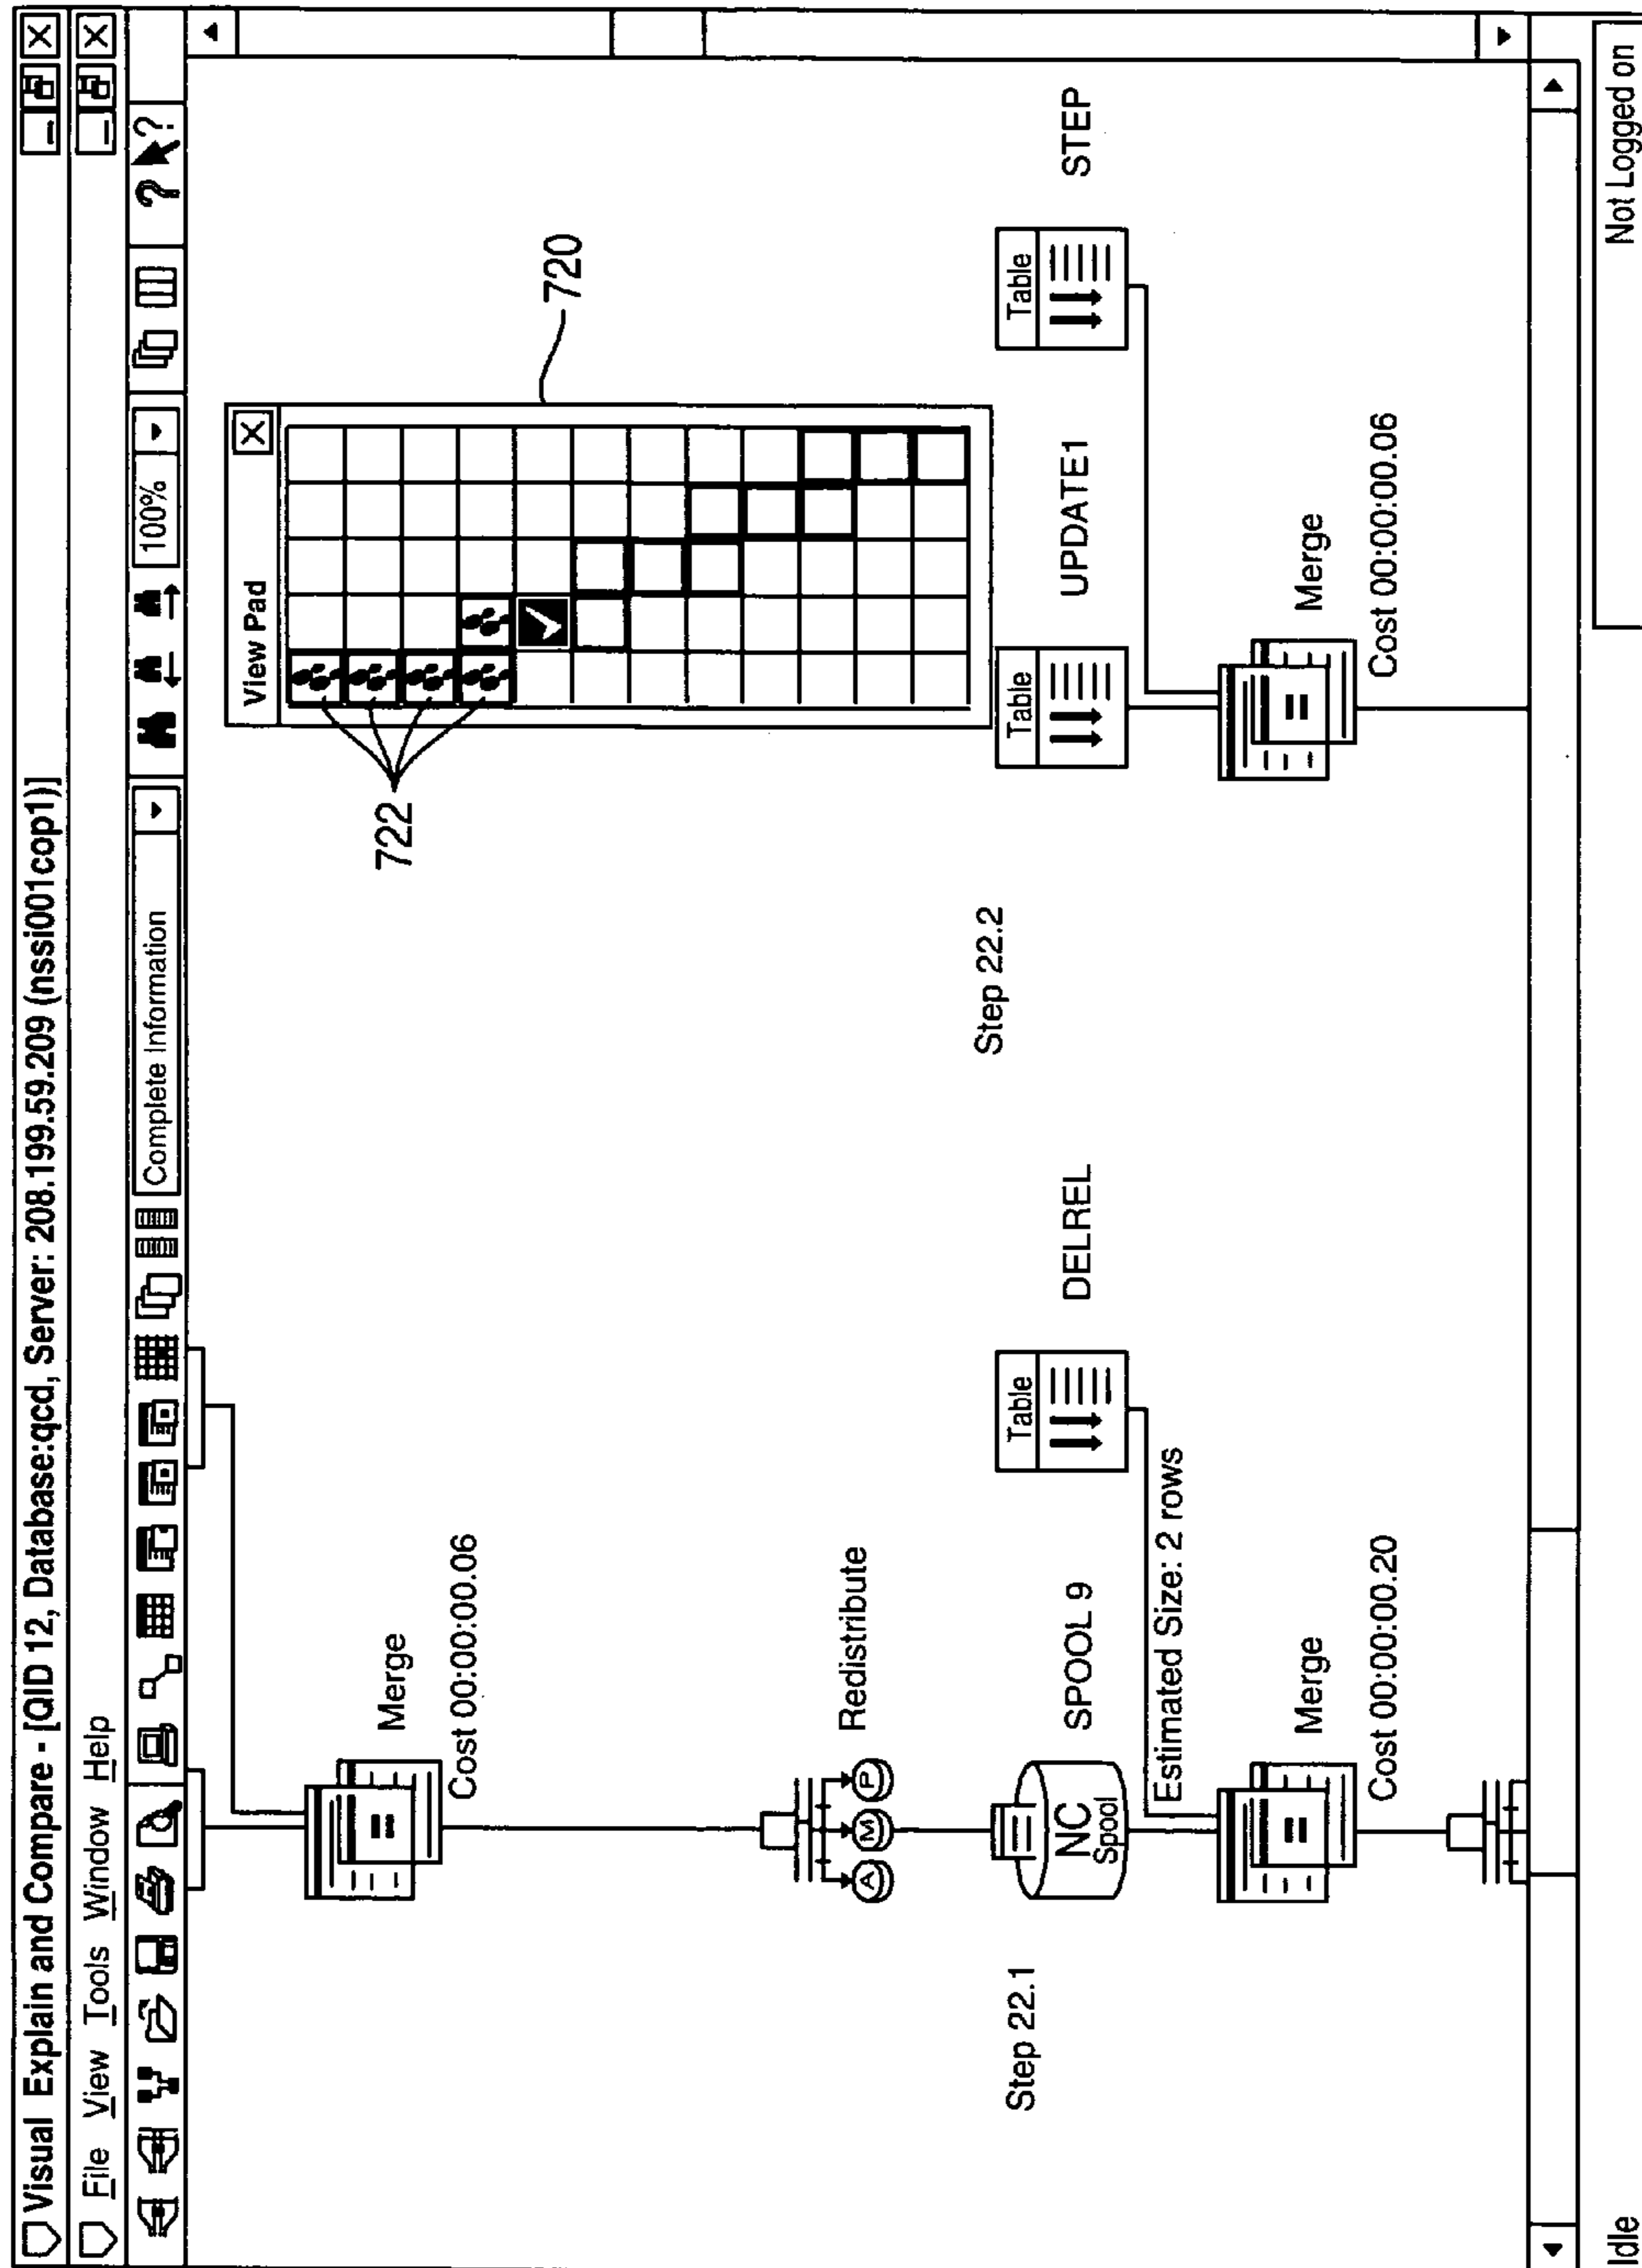 Visual Explain and Compare - [QID 12, Database:qcd, Server: 208.199.59.209 (nssi001cop1)]
File View Tools Window Help
Complete Information
100%
?
?
View Pad
722
720
Merge
Cost 00:00:00.06
Redistribute
A
M
P
Step 22.1
NC
Spool
SPOOL 9
Table
DELREL
Estimated Size: 2 rows
Merge
Cost 00:00:00.20
Step 22.2
Table
UPDATE1
Table
STEP
Merge
Cost 00:00:00.06
Idle
Not Logged on